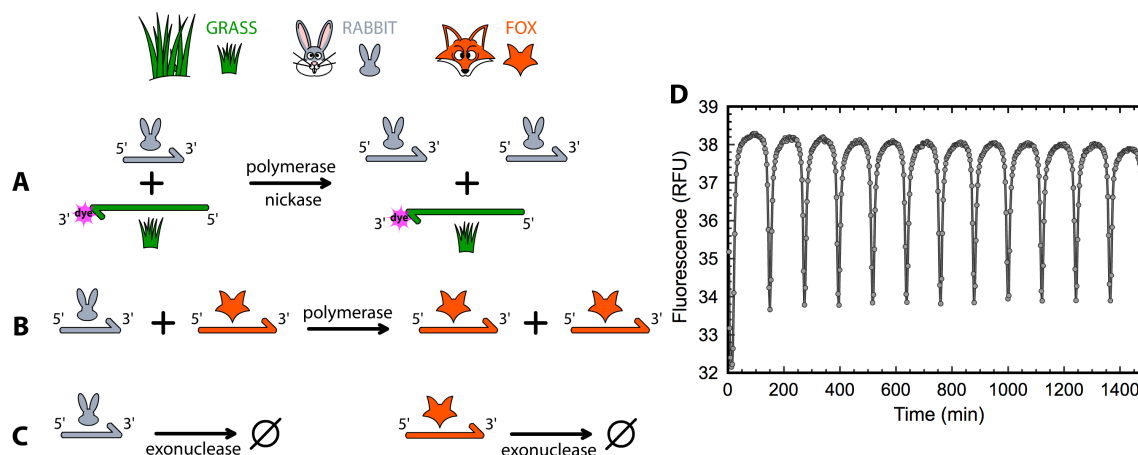 GRASS
RABBIT
FOX
A
5' 3'
+
3' dye 5'
polymerase
nickase
5' 3' 5' 3'
+
3' dye 5'
B
5' 3' + 5' 3'
polymerase
5' 3' + 5' 3'
C
5' 3'
exonuclease
∅
5' 3'
exonuclease
∅
D
39
38
37
36
35
34
33
32
Fluorescence (RFU)
0 200 400 600 800 1000 1200 1400
Time (min)